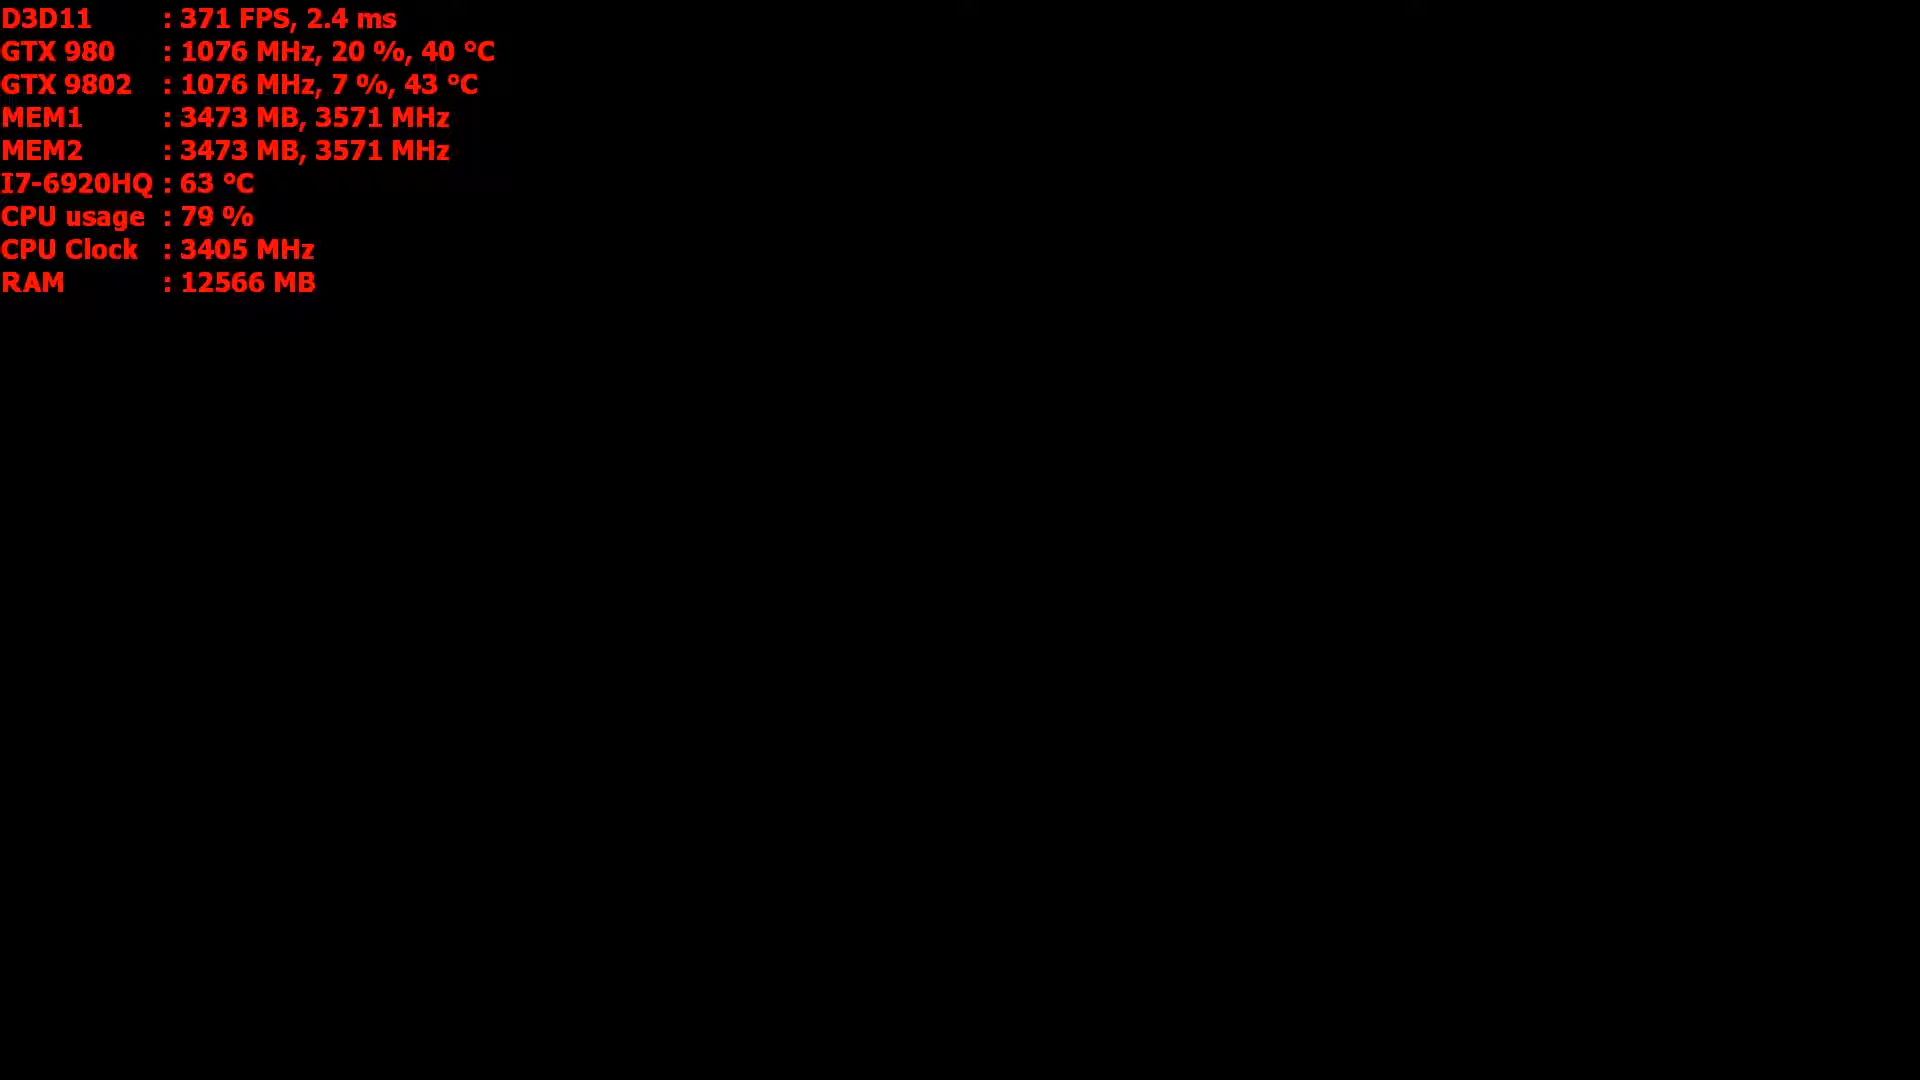 D3D11 : 371 FPS, 2.4 ms
GTX 980 : 1076 MHz, 20 %, 40 °C
GTX 9802 : 1076 MHz, 7 %, 43 °C
MEM1 : 3473 MB, 3571 MHz
MEM2 : 3473 MB, 3571 MHz
I7-6920HQ : 63 °C
CPU usage : 79 %
CPU Clock : 3405 MHz
RAM : 12566 MB